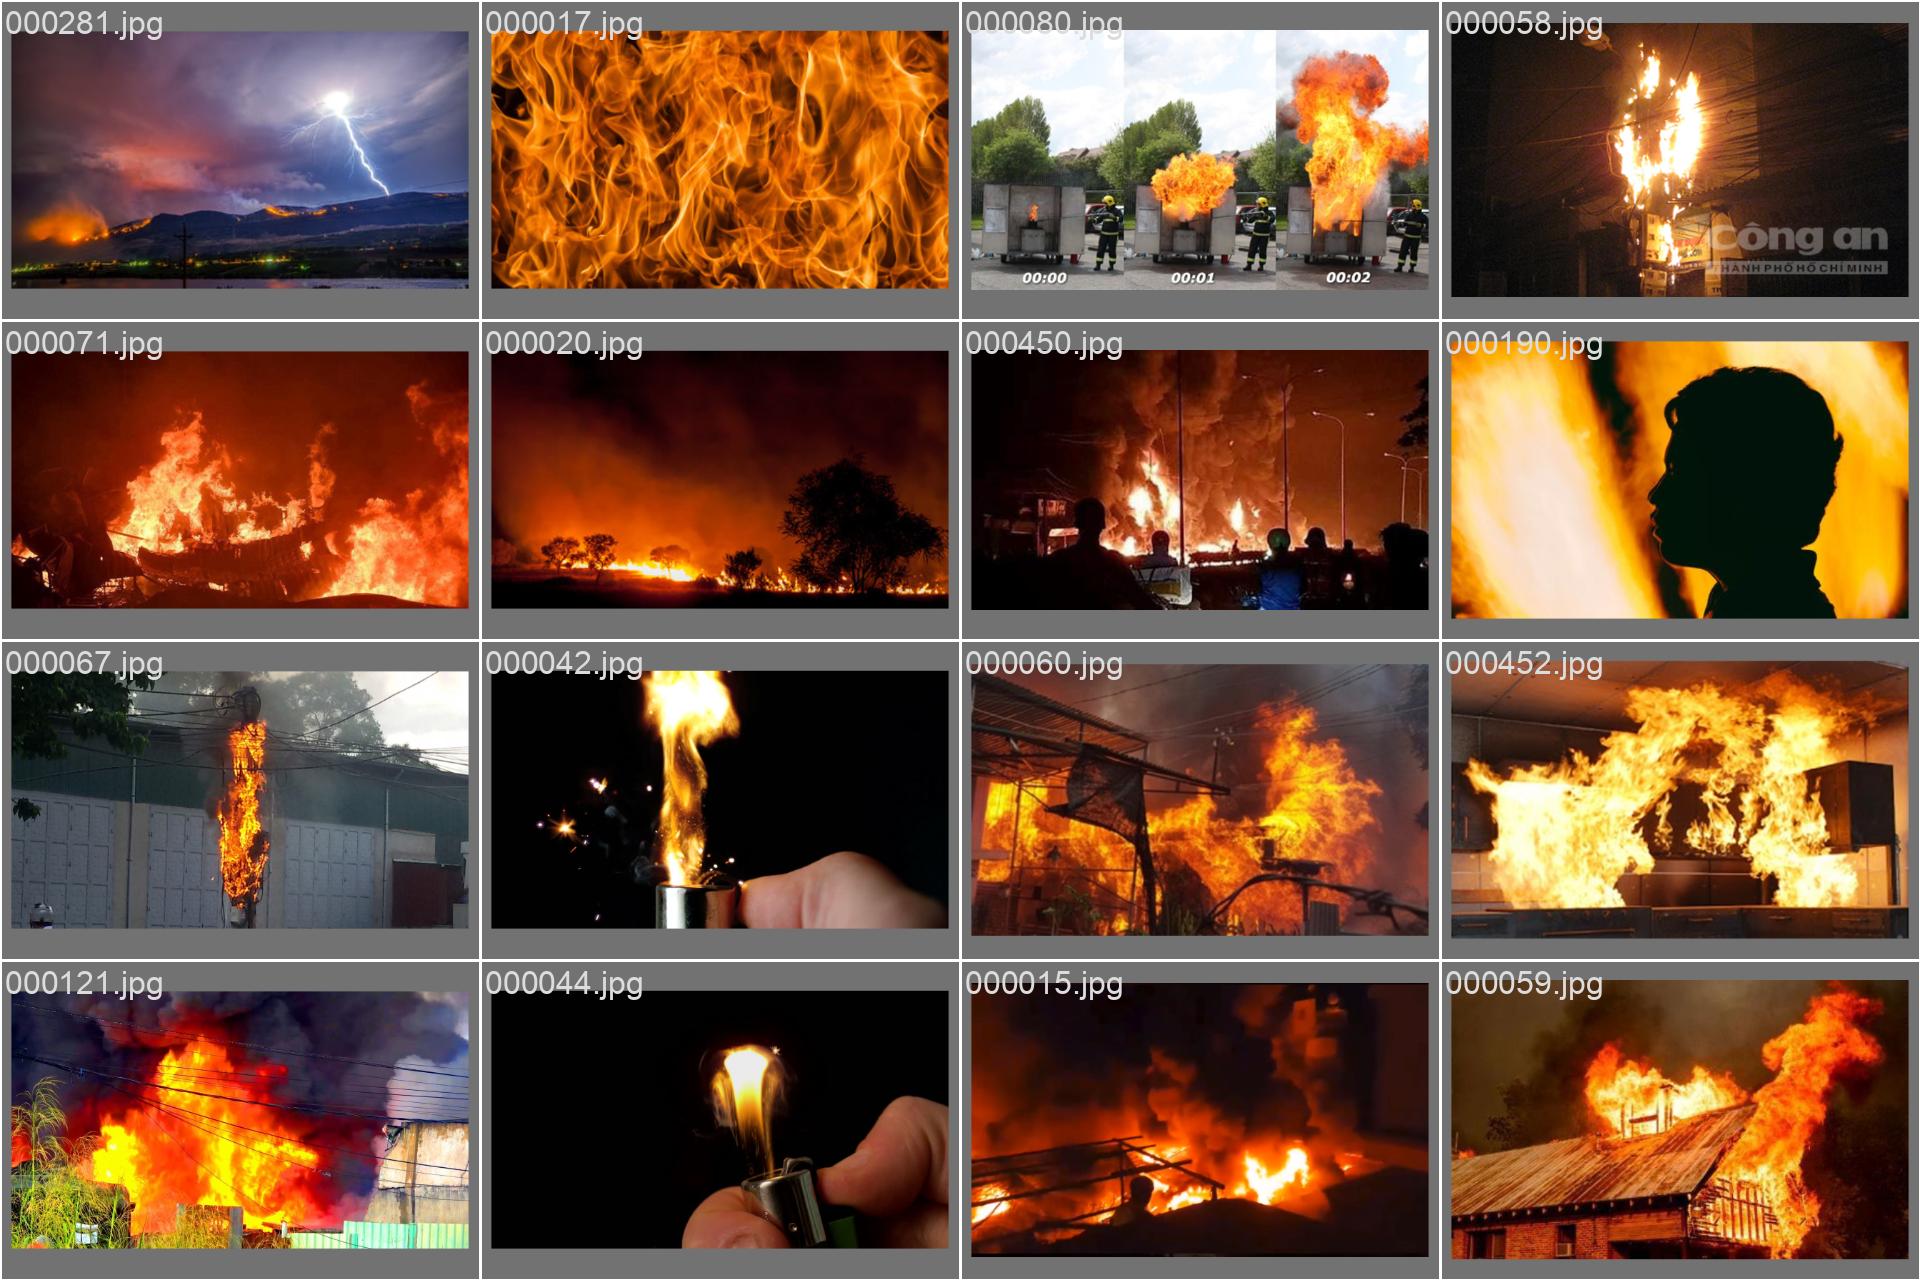 000281.jpg
000017.jpg
000080.jpg
000058.jpg
00:00
00:01
00:02
công an
THÀNH PHỐ HỒ CHÍ MINH
000071.jpg
000020.jpg
000450.jpg
000190.jpg
000067.jpg
000042.jpg
000060.jpg
000452.jpg
000121.jpg
000044.jpg
000015.jpg
000059.jpg